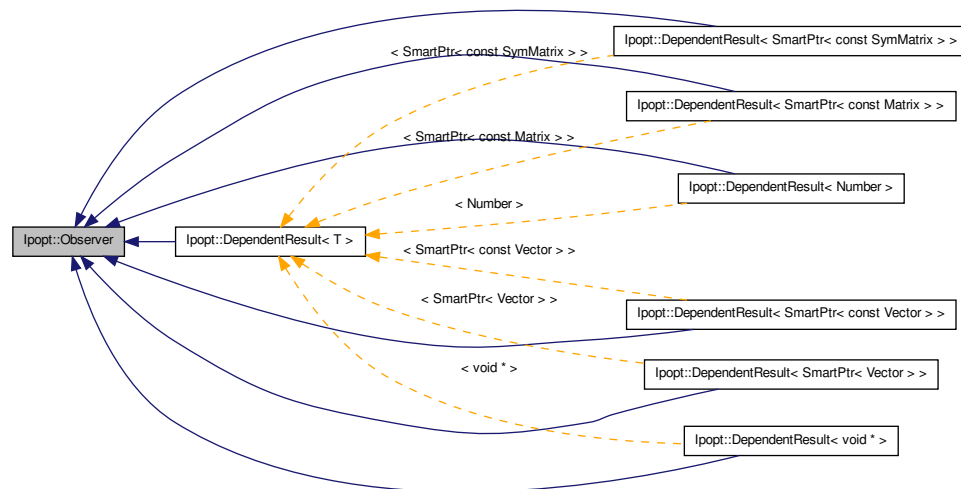 Ipopt::DependentResult< SmartPtr< const SymMatrix > >
< SmartPtr< const SymMatrix > >
Ipopt::DependentResult< SmartPtr< const Matrix > >
< SmartPtr< const Matrix > >
Ipopt::DependentResult< Number >
< Number >
Ipopt::Observer
Ipopt::DependentResult< T >
< SmartPtr< const Vector > >
< SmartPtr< Vector > >
Ipopt::DependentResult< SmartPtr< const Vector > >
< void * >
Ipopt::DependentResult< SmartPtr< Vector > >
Ipopt::DependentResult< void * >